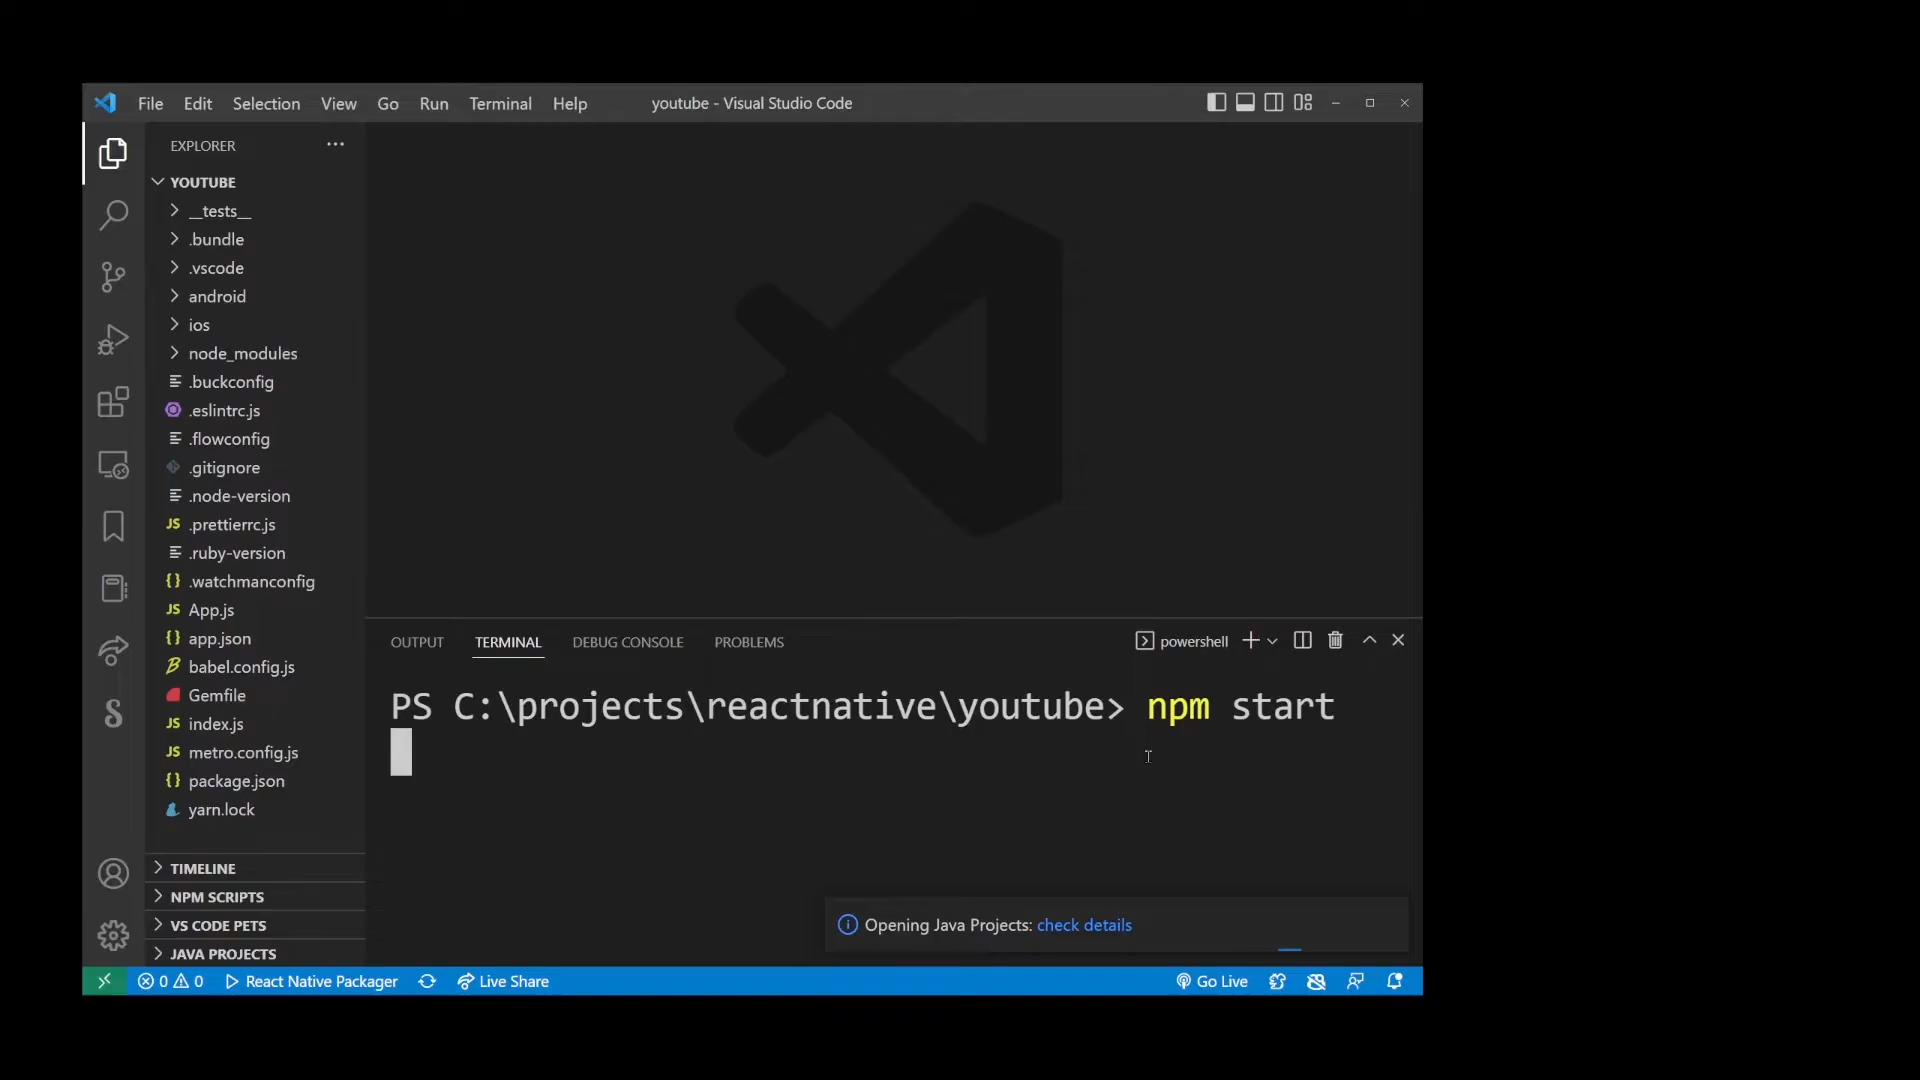 File Edit Selection View Go Run Terminal Help youtube - Visual Studio Code
EXPLORER
YOUTUBE
__tests__
.bundle
.vscode
android
ios
node_modules
.buckconfig
.eslintrc.js
.flowconfig
.gitignore
.node-version
.prettierrc.js
.ruby-version
.watchmanconfig
App.js
app.json
babel.config.js
Gemfile
index.js
metro.config.js
package.json
yarn.lock
TIMELINE
NPM SCRIPTS
VS CODE PETS
JAVA PROJECTS
OUTPUT TERMINAL DEBUG CONSOLE PROBLEMS powershell
PS C:\projects\reactnative\youtube> npm start
Opening Java Projects: check details
0 0 React Native Packager Live Share Go Live